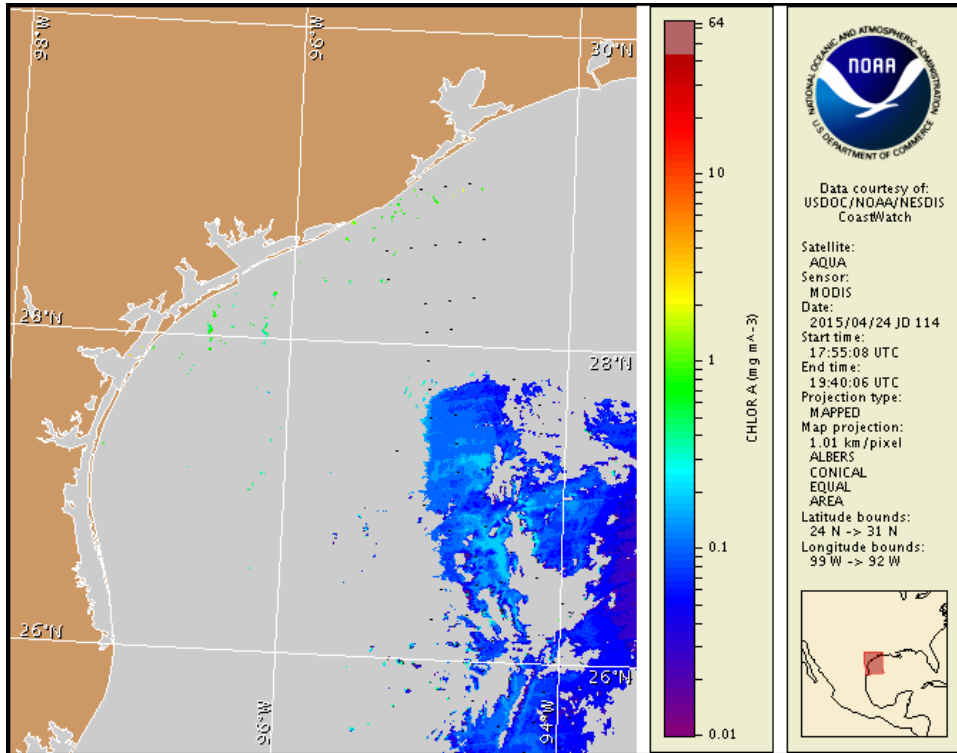 98°W
96°W
30°N
28°N
28°N
26°N
26°N
96°W
94°W
64
10
1
0.1
0.01
CHLOR A (mg m^-3)
NATIONAL OCEANIC AND ATMOSPHERIC ADMINISTRATION
NOAA
U.S. DEPARTMENT OF COMMERCE
Data courtesy of:
USDOC/NOAA/NESDIS
CoastWatch
Satellite:
AQUA
Sensor:
MODIS
Date:
2015/04/24 JD 114
Start time:
17:55:08 UTC
End time:
19:40:06 UTC
Projection type:
MAPPED
Map projection:
1.01 km/pixel
ALBERS
CONICAL
EQUAL
AREA
Latitude bounds:
24 N -> 31 N
Longitude bounds:
99 W -> 92 W